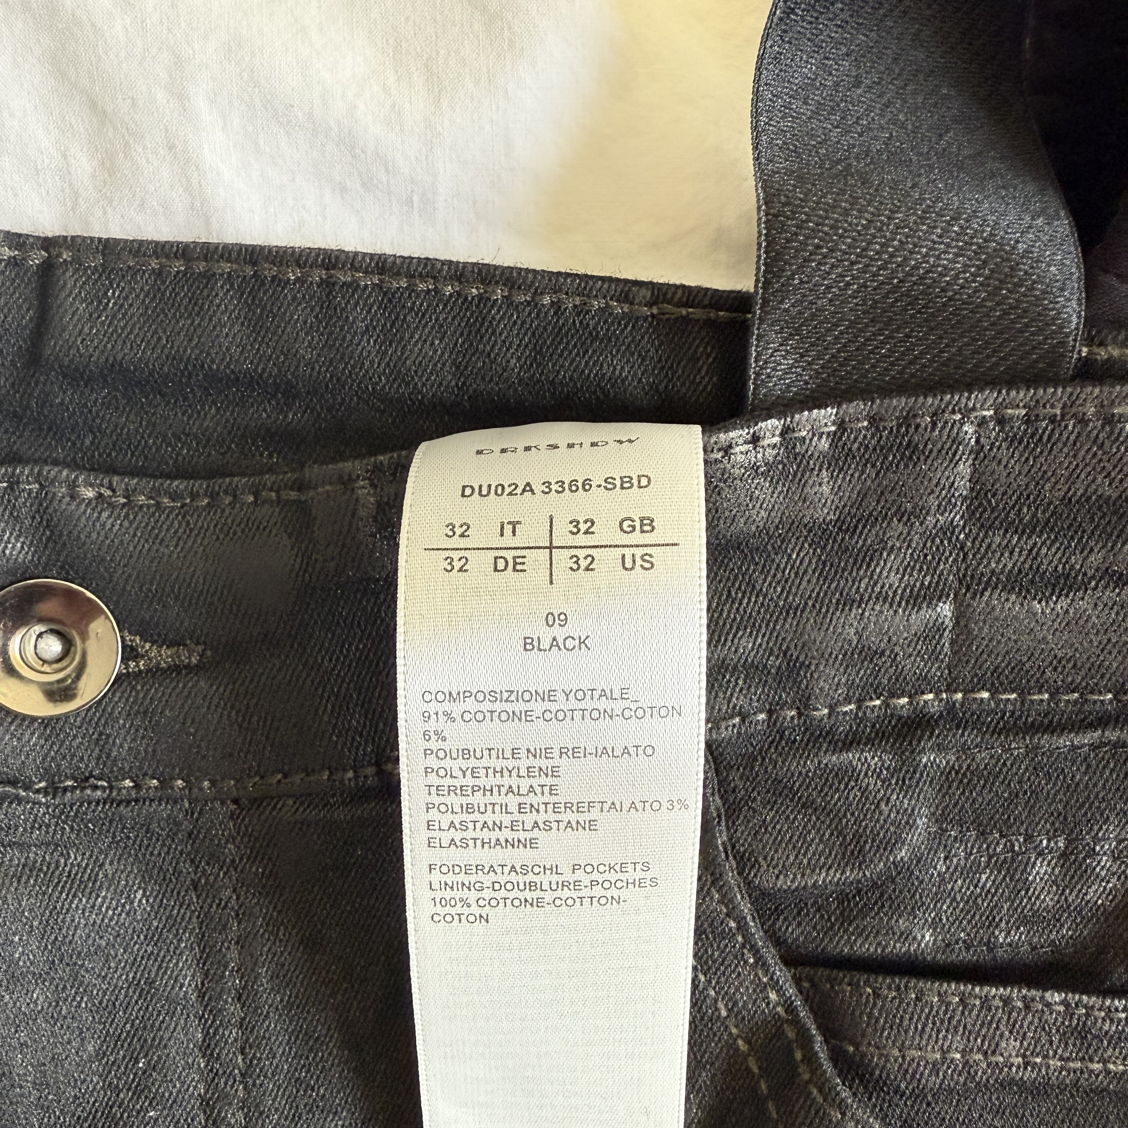 DRKSHDW
DU02A 3366-SBD
32 IT 32 GB
32 DE 32 US
09
BLACK
COMPOSIZIONE YOTALE_
91% COTONE-COTTON-COTON
6%
POUBUTILE NIE REI-IALATO
POLYETHYLENE
TEREPHTALATE
POLIBUTIL ENTEREFTAI ATO 3%
ELASTAN-ELASTANE
ELASTHANNE
FODERATASCHL POCKETS
LINING-DOUBLURE-POCHES
100% COTONE-COTTON-
COTON